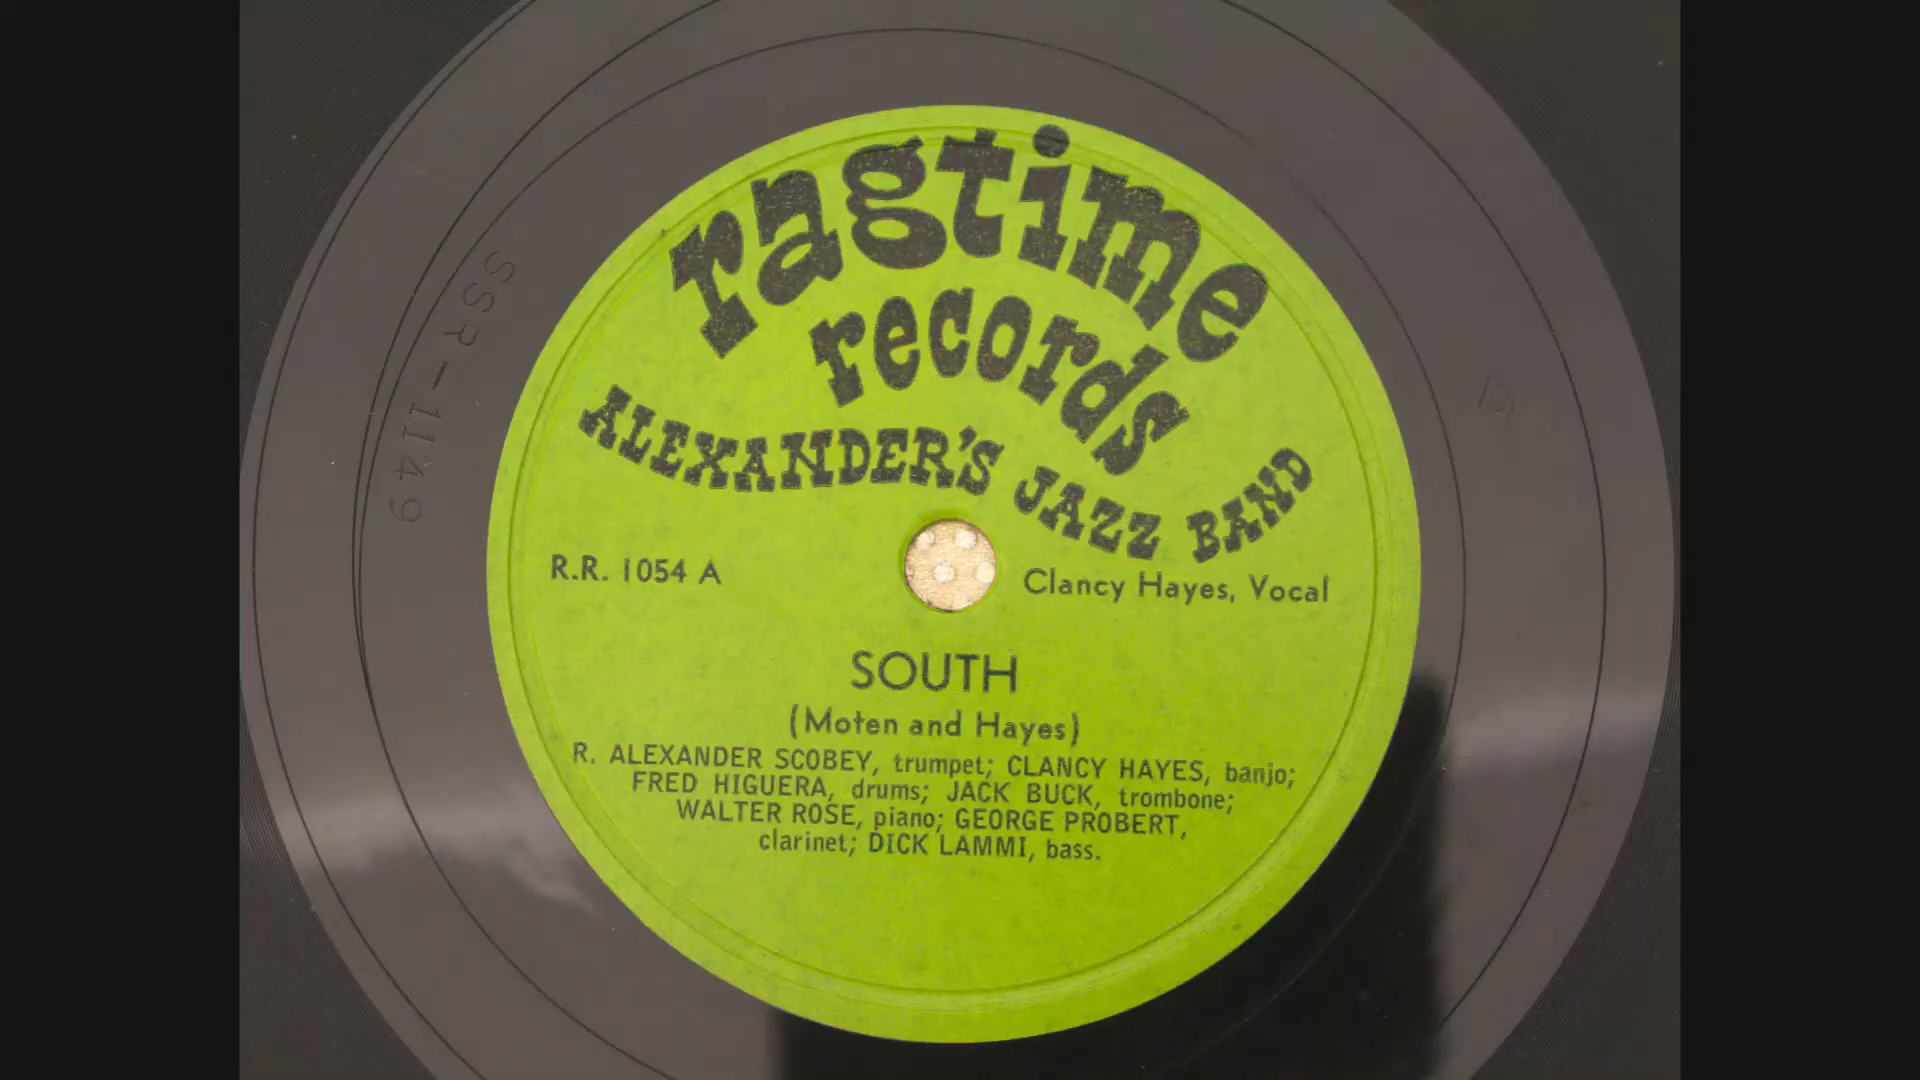 ragtime
records
ALEXANDER'S JAZZ BAND
R.R. 1054 A
Clancy Hayes, Vocal
SOUTH
(Moten and Hayes)
R. ALEXANDER SCOBEY, trumpet; CLANCY HAYES, banjo;
FRED HIGUERA, drums; JACK BUCK, trombone;
WALTER ROSE, piano; GEORGE PROBERT,
clarinet; DICK LAMMI, bass.
SSR-1149